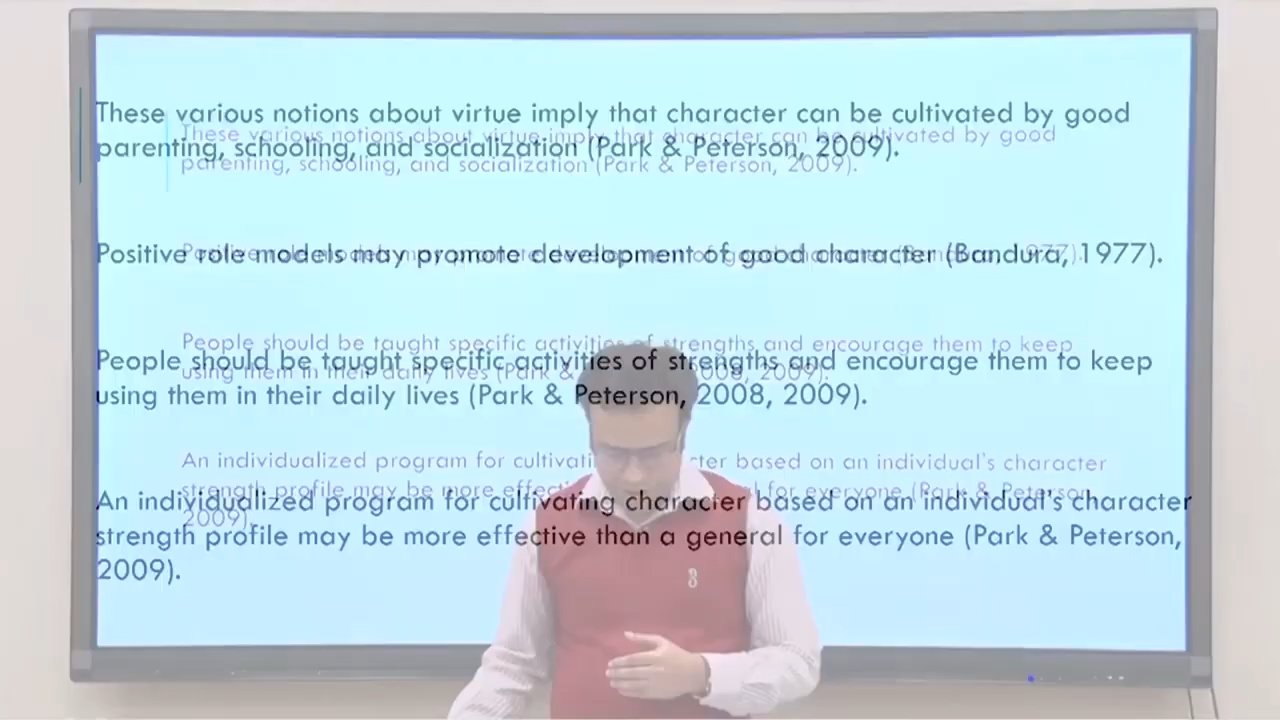 These various notions about virtue imply that character can be cultivated by good
parenting, schooling, and socialization (Park & Peterson, 2009).
Positive role models may promote development of good character (Bandura, 1977).
People should be taught specific activities of strengths and encourage them to keep
using them in their daily lives (Park & Peterson, 2008, 2009).
An individualized program for cultivating character based on an individual's character
strength profile may be more effective than a general for everyone (Park & Peterson,
2009).